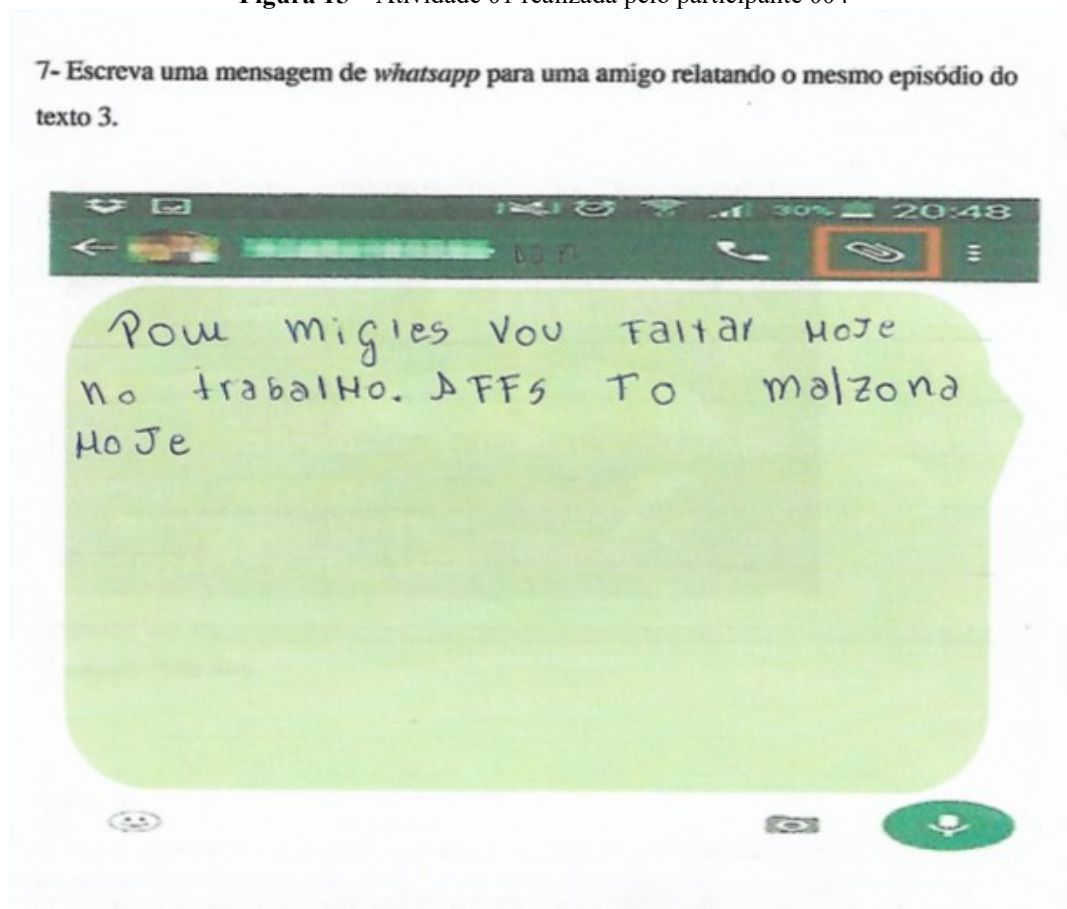 7- Escreva uma mensagem de whatsapp para uma amigo relatando o mesmo episódio do
texto 3.
30% 20:48
Pow migles vou Faltar HoJe
no trabalHo. AFFs To malzona
HoJe